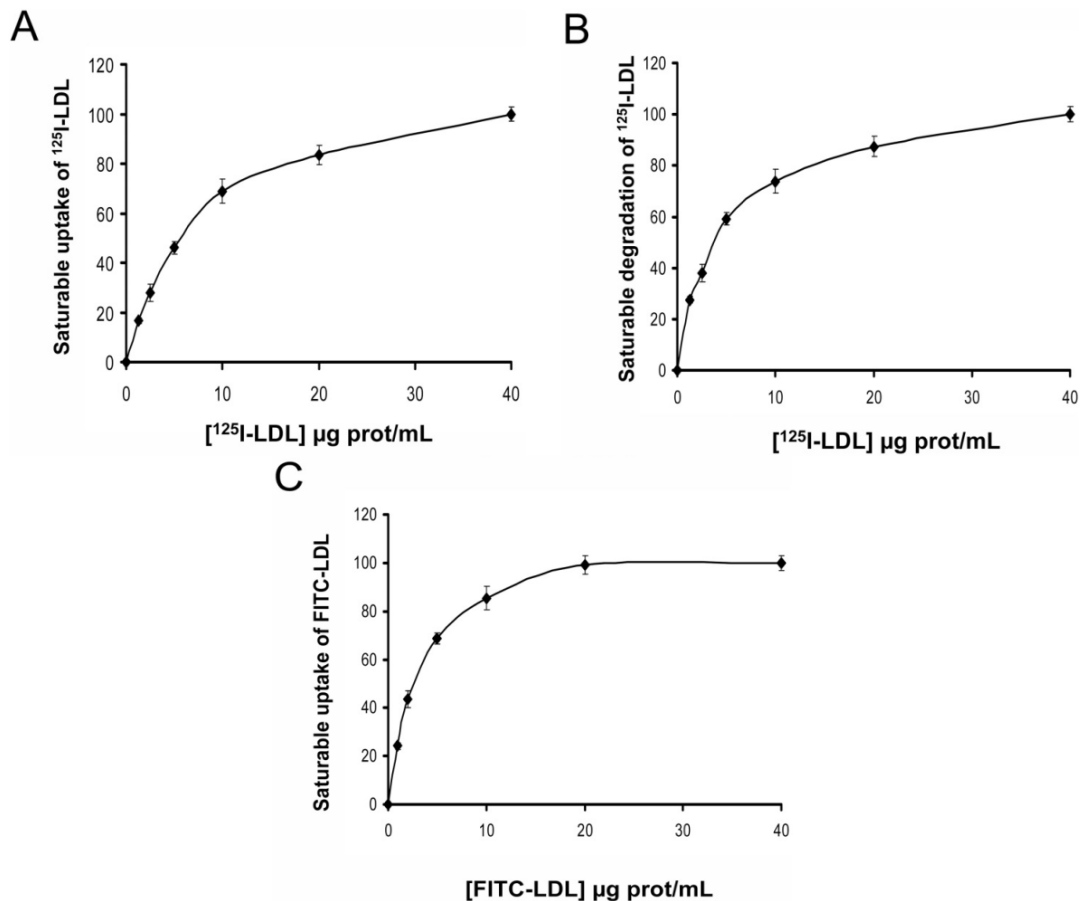 A
Saturable uptake of ¹²⁵I-LDL
120
100
80
60
40
20
0
0 10 20 30 40
[¹²⁵I-LDL] µg prot/mL
B
Saturable degradation of ¹²⁵I-LDL
120
100
80
60
40
20
0
0 10 20 30 40
[¹²⁵I-LDL] µg prot/mL
C
Saturable uptake of FITC-LDL
120
100
80
60
40
20
0
0 10 20 30 40
[FITC-LDL] µg prot/mL